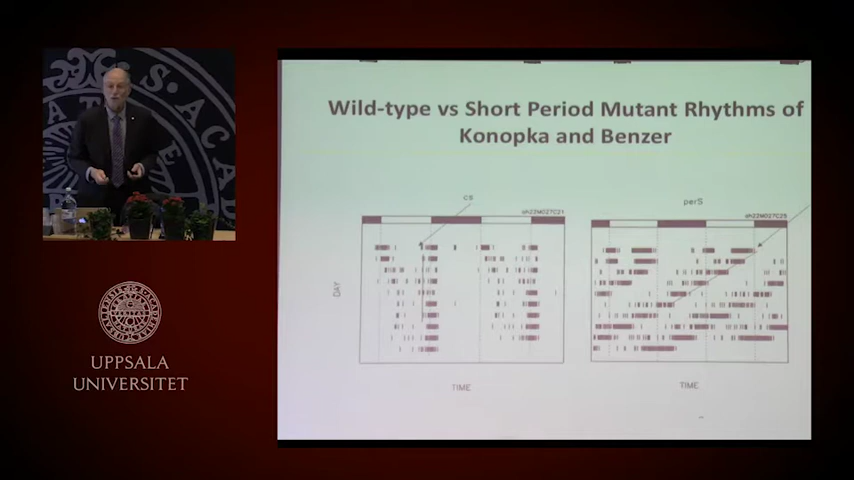 Wild-type vs Short Period Mutant Rhythms of
Konopka and Benzer
cs
perS
DAY
TIME
TIME
UPPSALA
UNIVERSITET